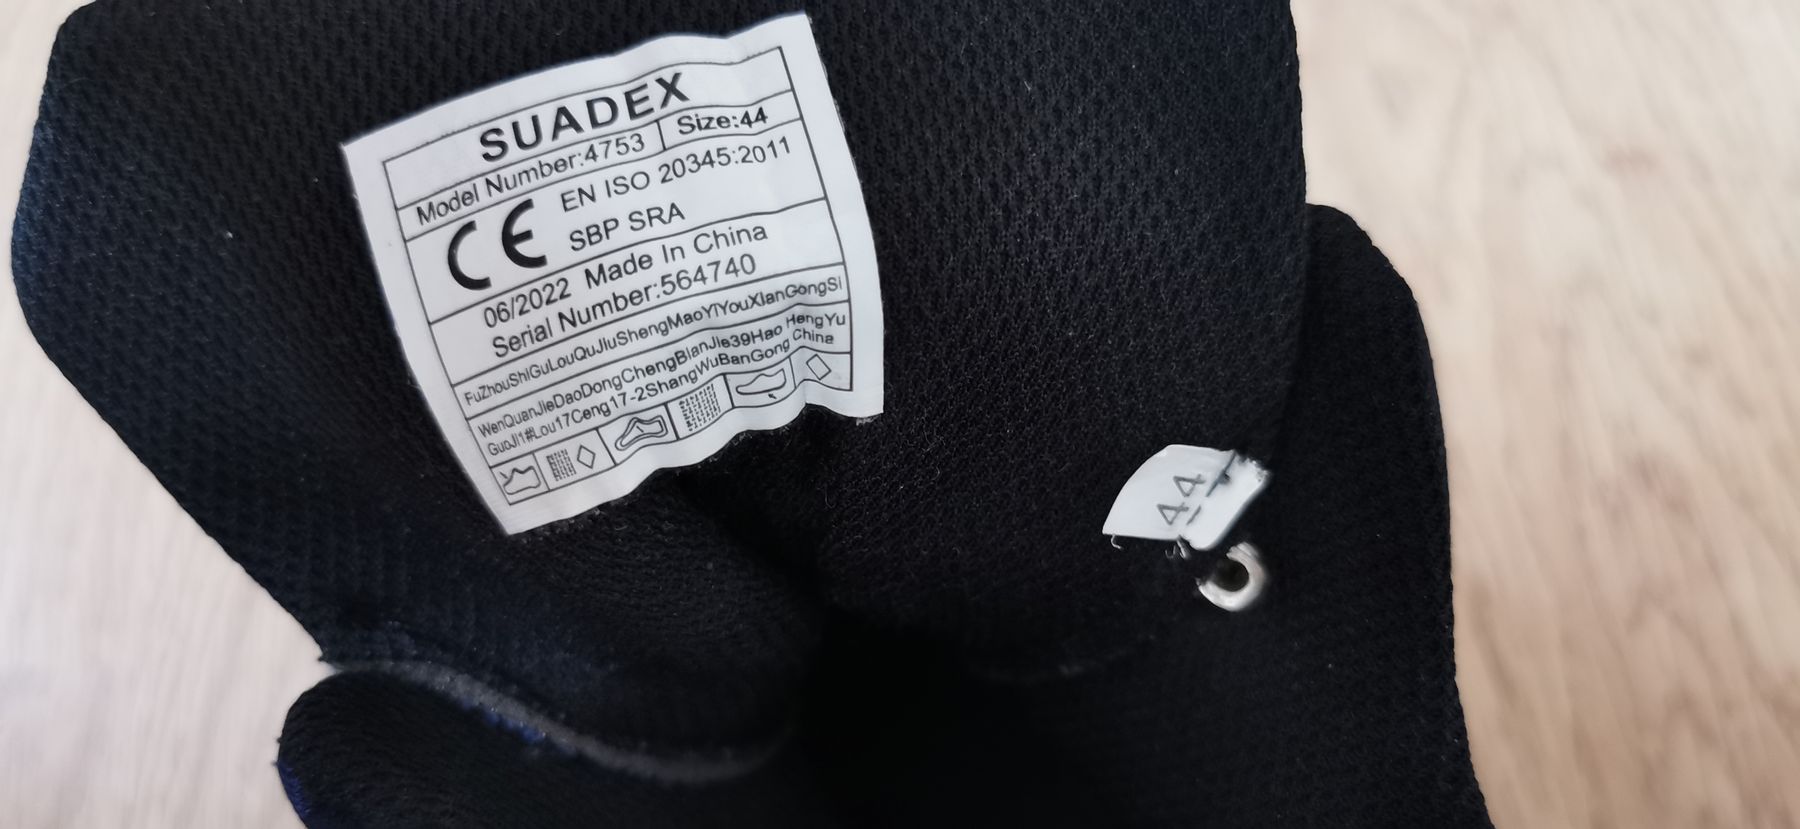 SUADEX
Model Number:4753 Size:44
CE EN ISO 20345:2011
SBP SRA
06/2022 Made In China
Serial Number:564740
FuZhouShiGuLouQuJiuShengMaoYiYouXianGongSi
WenQuanJieDaoDongChengBianJie39Hao HengYu
GuoJi1#Lou17Ceng17-2ShangWuBanGong China
44